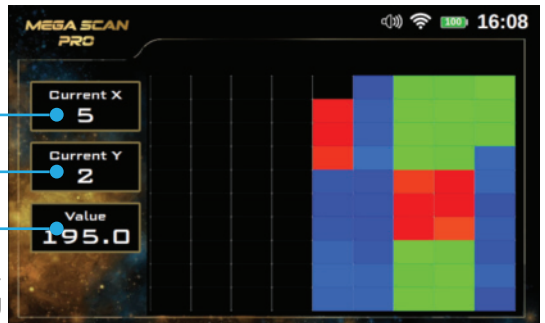 MEGA SCAN
PRO
100
16:08
Current X
5
Current Y
2
Value
195.0